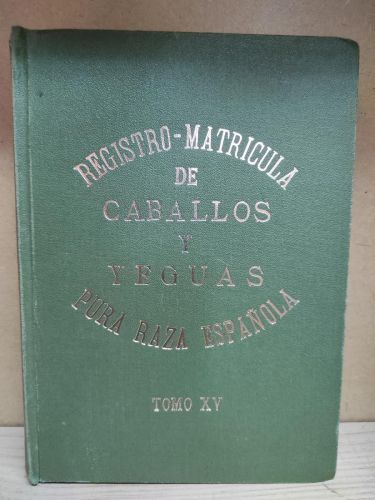 REGISTRO-MATRICULA
DE
CABALLOS
Y
YEGUAS
PURA RAZA ESPAÑOLA
TOMO XV